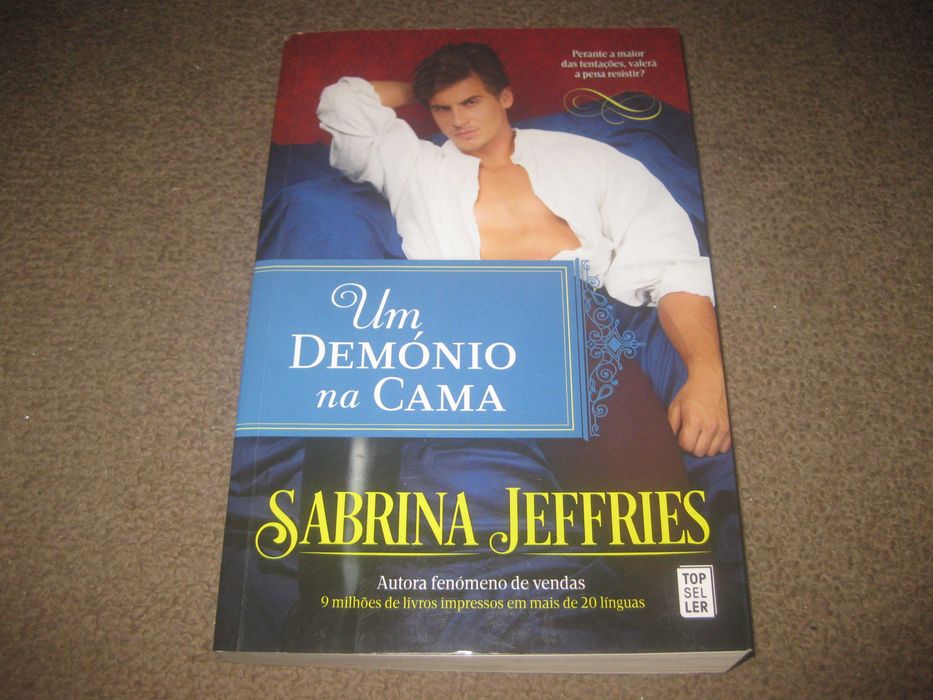 Perante a maior
das tentações, valerá
a pena resistir?
Um
DEMÓNIO
na CAMA
SABRINA JEFFRIES
Autora fenómeno de vendas
9 milhões de livros impressos em mais de 20 línguas
TOP
SEL
LER